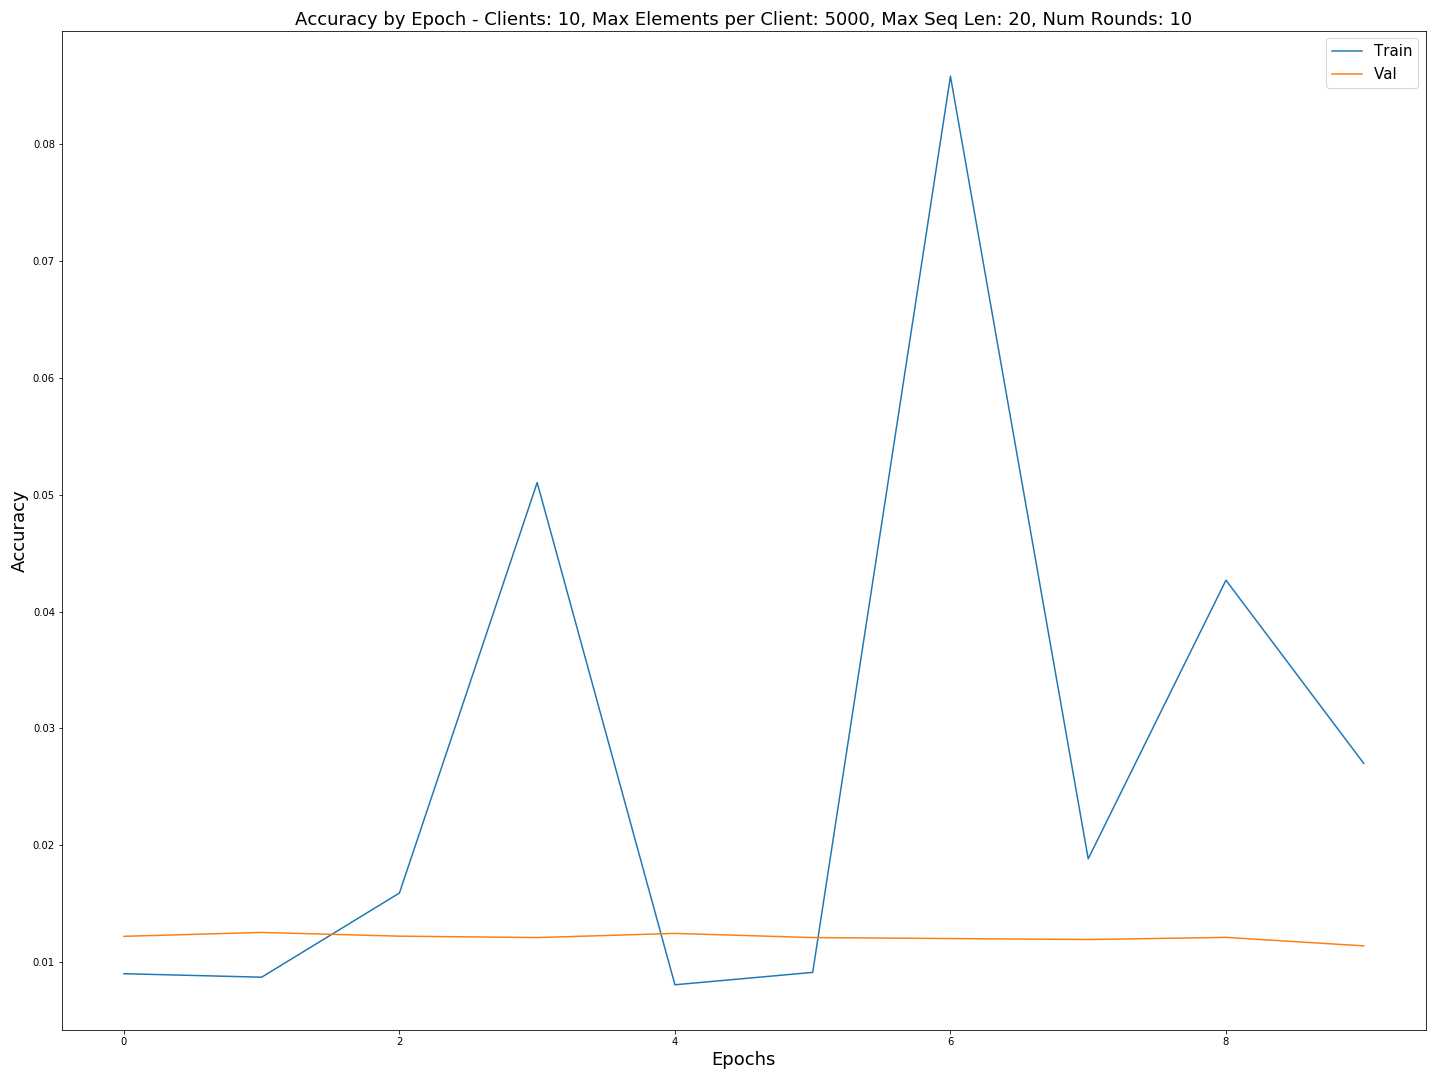 Accuracy by Epoch - Clients: 10, Max Elements per Client: 5000, Max Seq Len: 20, Num Rounds: 10
Train
Val
0.08
0.07
0.06
0.05
0.04
0.03
0.02
0.01
Accuracy
0 2 4 6 8
Epochs